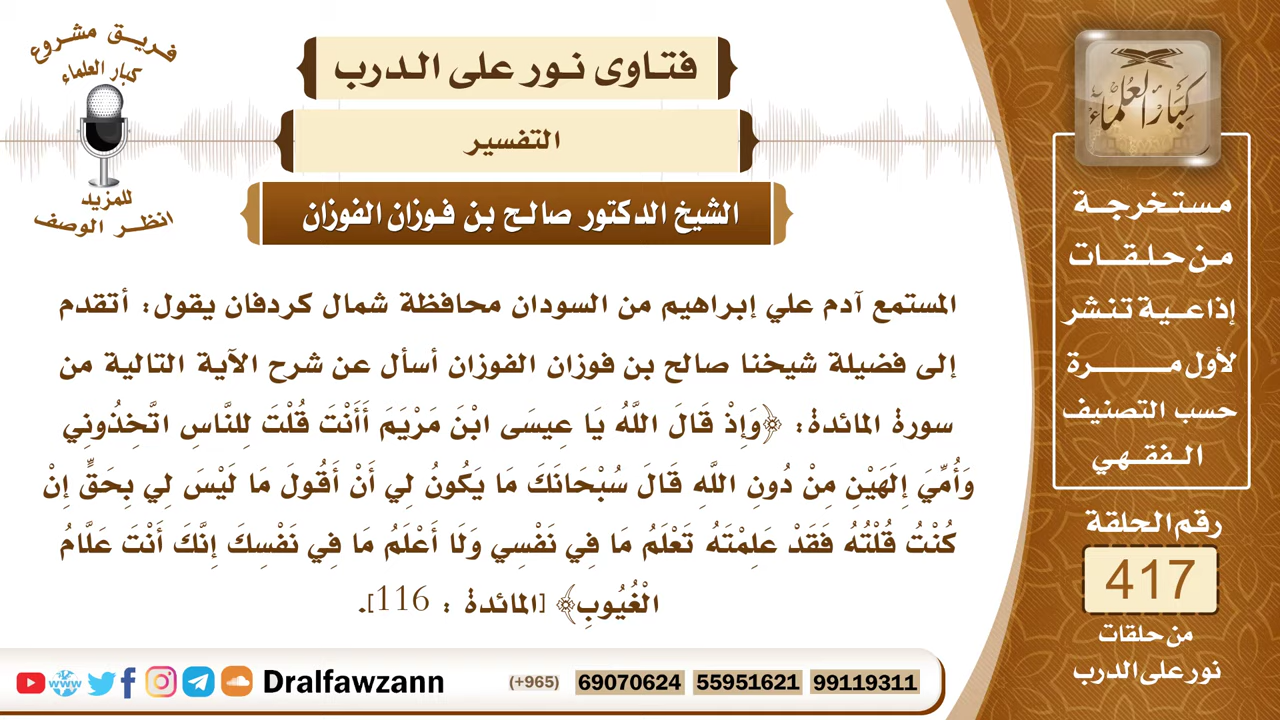 فريق مشروع
كبار العلماء
للمزيد
انظر الوصف
فتاوى نور على الدرب
التفسير
الشيخ الدكتور صالح بن فوزان الفوزان
المستمع آدم علي إبراهيم من السودان محافظة شمال كردفان يقول: أتقدم
إلى فضيلة شيخنا صالح بن فوزان الفوزان أسأل عن شرح الآية التالية من
سورة المائدة: ﴿وَإِذْ قَالَ اللَّهُ يَا عِيسَى ابْنَ مَرْيَمَ أَأَنْتَ قُلْتَ لِلنَّاسِ اتَّخِذُونِي
وَأُمِّيَ إِلَهَيْنِ مِنْ دُونِ اللَّهِ قَالَ سُبْحَانَكَ مَا يَكُونُ لِي أَنْ أَقُولَ مَا لَيْسَ لِي بِحَقٍّ إِنْ
كُنْتُ قُلْتُهُ فَقَدْ عَلِمْتَهُ تَعْلَمُ مَا فِي نَفْسِي وَلَا أَعْلَمُ مَا فِي نَفْسِكَ إِنَّكَ أَنْتَ عَلَّامُ
الْغُيُوبِ﴾ [المائدة : 116].
كبار العلماء
مستخرجة
من حلقات
إذاعية تنشر
لأول مرة
حسب التصنيف
الفقهي
رقم الحلقة
417
من حلقات
نور على الدرب
www
Dralfawzann
(+965) 69070624 55951621 99119311